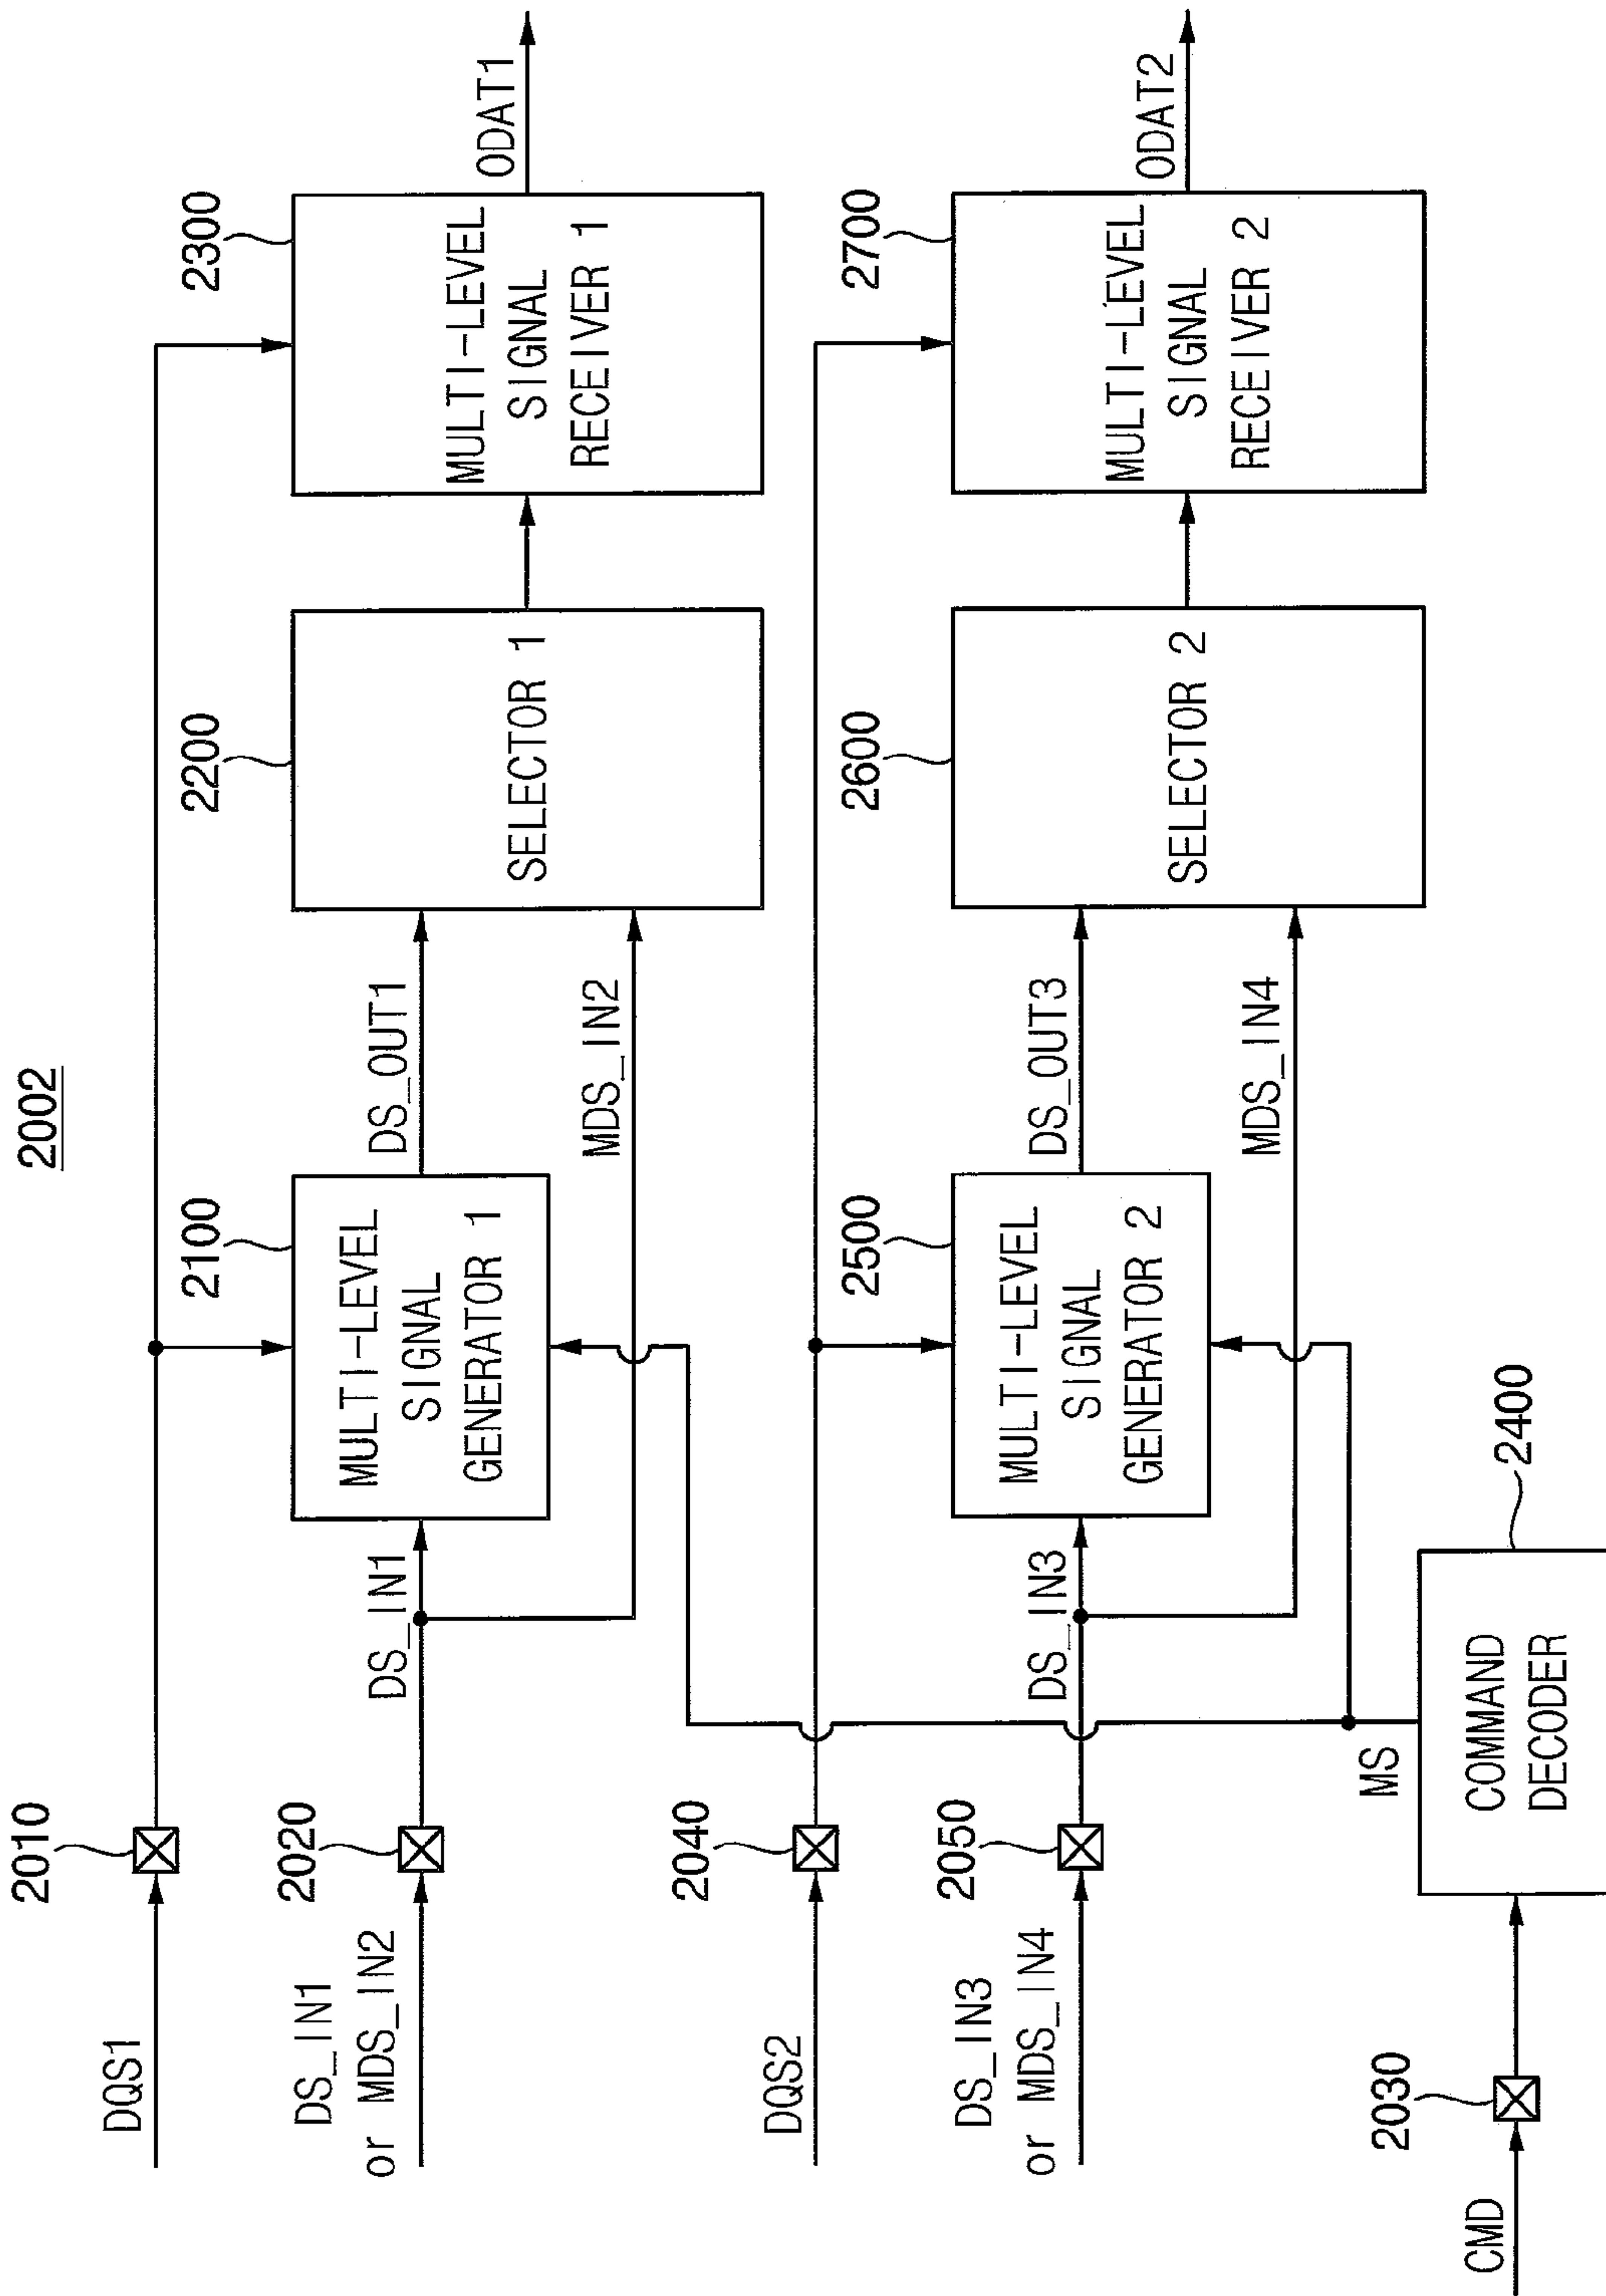 2002
2010
DQS1
2100
MULTI-LEVEL
SIGNAL
GENERATOR 1
2200
SELECTOR 1
2300
MULTI-LEVEL
SIGNAL
RECEIVER 1
ODAT1
2020
DS_IN1
or MDS_IN2
DS_IN1
DS_OUT1
MDS_IN2
2040
DQS2
2500
MULTI-LEVEL
SIGNAL
GENERATOR 2
2600
SELECTOR 2
2700
MULTI-LEVEL
SIGNAL
RECEIVER 2
ODAT2
2050
DS_IN3
or MDS_IN4
DS_IN3
DS_OUT3
MDS_IN4
MS
2030
CMD
COMMAND
DECODER
2400